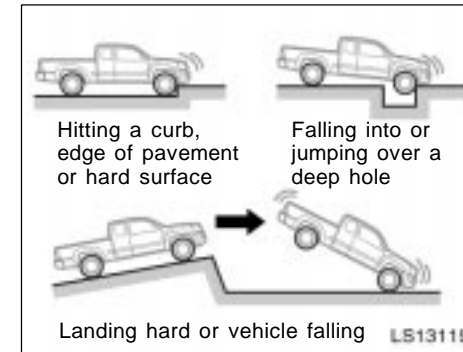 Hitting a curb,
edge of pavement
or hard surface
Falling into or
jumping over a
deep hole
Landing hard or vehicle falling
LS13115